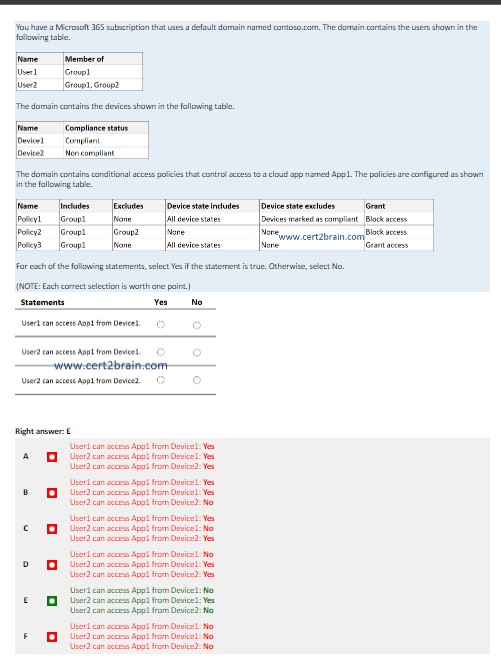 You have a Microsoft 365 subscription that uses a default domain named contoso.com. The domain contains the users shown in the
following table.
Name Member of
User1 Group1
User2 Group1, Group2
The domain contains the devices shown in the following table.
Name Compliance status
Device1 Compliant
Device2 Non compliant
The domain contains conditional access policies that control access to a cloud app named App1. The policies are configured as shown
in the following table.
Name Includes Excludes Device state includes Device state excludes Grant
Policy1 Group1 None All device states Devices marked as compliant Block access
Policy2 Group1 Group2 None None Block access
www.cert2brain.com
Policy3 Group1 None All device states None Grant access
For each of the following statements, select Yes if the statement is true. Otherwise, select No.
(NOTE: Each correct selection is worth one point.)
Statements Yes No
User1 can access App1 from Device1.
User2 can access App1 from Device1.
www.cert2brain.com
User2 can access App1 from Device2.
Right answer: E
User1 can access App1 from Device1: Yes
A User2 can access App1 from Device1: Yes
User2 can access App1 from Device2: Yes
User1 can access App1 from Device1: Yes
B User2 can access App1 from Device1: Yes
User2 can access App1 from Device2: No
User1 can access App1 from Device1: Yes
C User2 can access App1 from Device1: No
User2 can access App1 from Device2: Yes
User1 can access App1 from Device1: No
D User2 can access App1 from Device1: Yes
User2 can access App1 from Device2: Yes
User1 can access App1 from Device1: No
E User2 can access App1 from Device1: Yes
User2 can access App1 from Device2: No
User1 can access App1 from Device1: No
F User2 can access App1 from Device1: No
User2 can access App1 from Device2: No